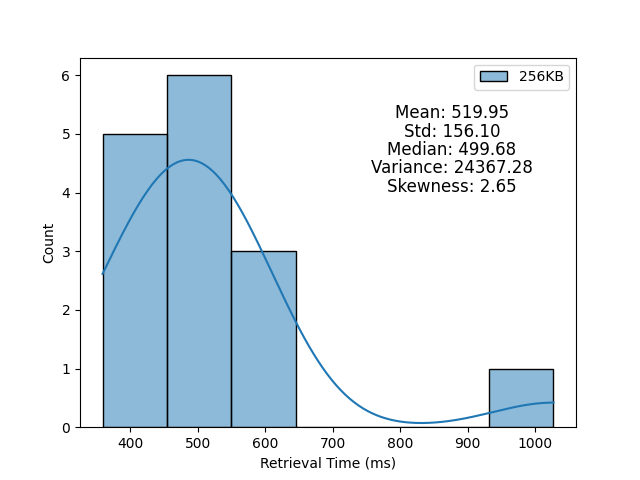 256KB
Mean: 519.95
Std: 156.10
Median: 499.68
Variance: 24367.28
Skewness: 2.65
6
5
4
3
2
1
0
Count
400 500 600 700 800 900 1000
Retrieval Time (ms)